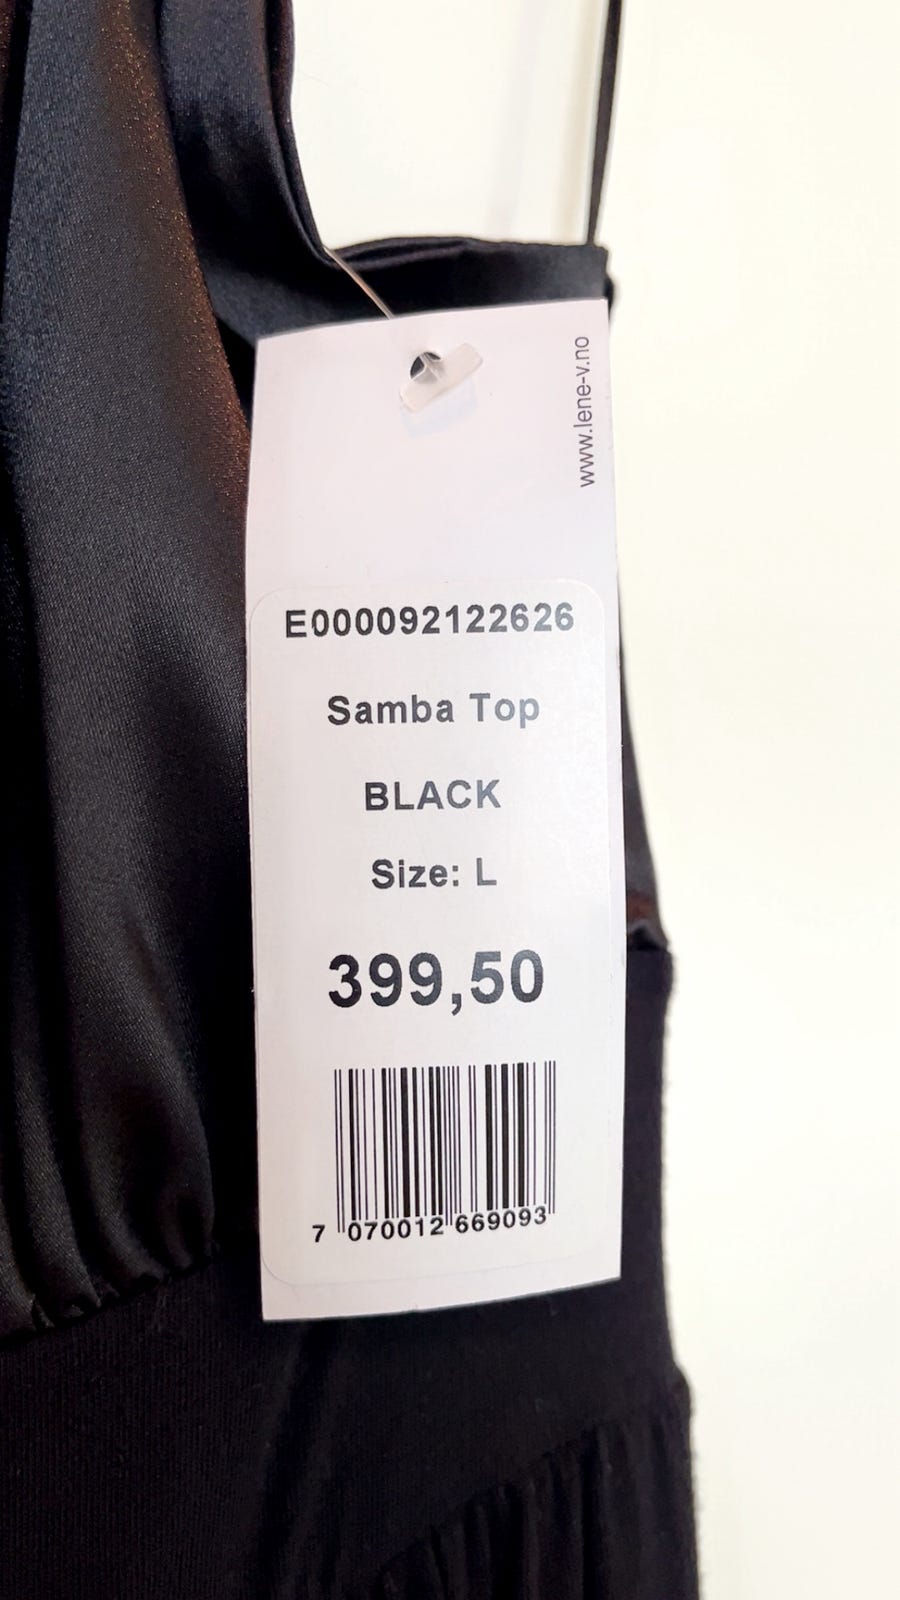 www.lene-v.no
E000092122626
Samba Top
BLACK
Size: L
399,50
7 070012 669093